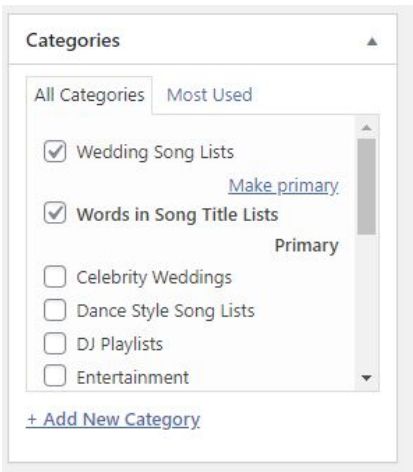 Categories
All Categories Most Used
Wedding Song Lists
Make primary
Words in Song Title Lists
Primary
Celebrity Weddings
Dance Style Song Lists
DJ Playlists
Entertainment
+ Add New Category